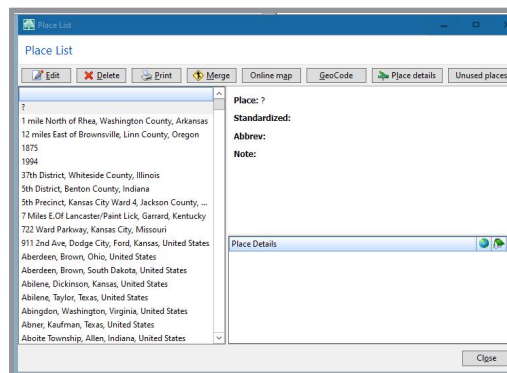 Place List
Place List
Edit Delete Print Merge Online map GeoCode Place details Unused places
?
1 mile North of Rhea, Washington County, Arkansas
12 miles East of Brownsville, Linn County, Oregon
1875
1994
37th District, Whiteside County, Illinois
5th District, Benton County, Indiana
5th Precinct, Kansas City Ward 4, Jackson County, ...
7 Miles E.Of Lancaster/Paint Lick, Garrard, Kentucky
722 Ward Parkway, Kansas City, Missouri
911 2nd Ave, Dodge City, Ford, Kansas, United States
Aberdeen, Brown, Ohio, United States
Aberdeen, Brown, South Dakota, United States
Abilene, Dickinson, Kansas, United States
Abilene, Taylor, Texas, United States
Abingdon, Washington, Virginia, United States
Abner, Kaufman, Texas, United States
Aboite Township, Allen, Indiana, United States
Place: ?
Standardized:
Abbrev:
Note:
Place Details
Close